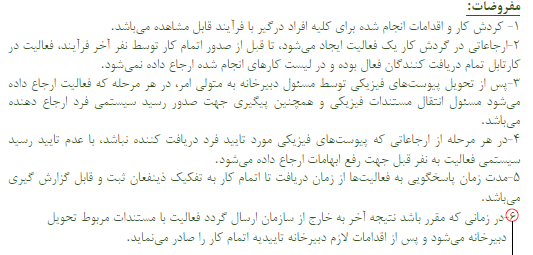 مفروضات:
۱- گردش کار و اقدامات انجام شده برای کلیه افراد درگیر با فرآیند قابل مشاهده می‌باشد.
۲-ارجاعاتی در گردش کار یک فعالیت ایجاد می‌شود، تا قبل از صدور اتمام کار توسط نفر آخر فرآیند، فعالیت در
کارتابل تمام دریافت کنندگان فعال بوده و در لیست کارهای انجام شده ارجاع داده نمی‌شود.
۳-پس از تحویل پیوست‌های فیزیکی توسط مسئول دبیرخانه به متولی امر، در هر مرحله که فعالیت ارجاع داده
می‌شود مسئول انتقال مستندات فیزیکی و همچنین پیگیری جهت صدور رسید سیستمی فرد ارجاع دهنده
می‌باشد.
۴-در هر مرحله از ارجاعاتی که پیوست‌های فیزیکی مورد تایید فرد دریافت کننده نباشد، با عدم تایید رسید
سیستمی فعالیت به نفر قبل جهت رفع ابهامات ارجاع داده می‌شود.
۵-مدت زمان پاسخگویی به فعالیت‌ها از زمان دریافت تا اتمام کار به تفکیک ذینفعان ثبت و قابل گزارش گیری
می‌باشد.
۶-در زمانی که مقرر باشد نتیجه آخر به خارج از سازمان ارسال گردد فعالیت با مستندات مربوط تحویل
دبیرخانه می‌شود و پس از اقدامات لازم دبیرخانه تاییدیه اتمام کار را صادر می‌نماید.